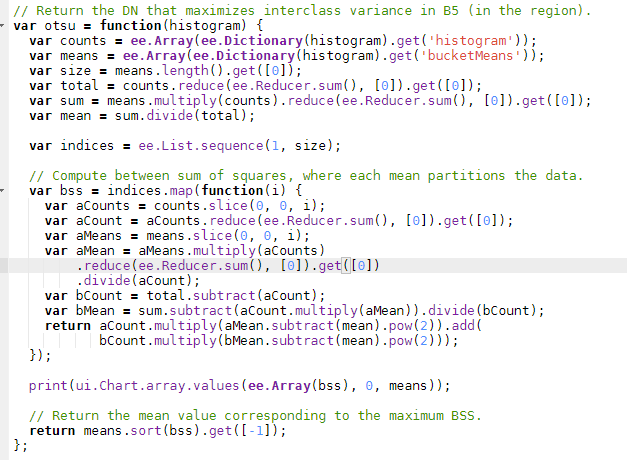 // Return the DN that maximizes interclass variance in B5 (in the region).
var otsu = function(histogram) {
  var counts = ee.Array(ee.Dictionary(histogram).get('histogram'));
  var means = ee.Array(ee.Dictionary(histogram).get('bucketMeans'));
  var size = means.length().get([0]);
  var total = counts.reduce(ee.Reducer.sum(), [0]).get([0]);
  var sum = means.multiply(counts).reduce(ee.Reducer.sum(), [0]).get([0]);
  var mean = sum.divide(total);

  var indices = ee.List.sequence(1, size);

  // Compute between sum of squares, where each mean partitions the data.
  var bss = indices.map(function(i) {
    var aCounts = counts.slice(0, 0, i);
    var aCount = aCounts.reduce(ee.Reducer.sum(), [0]).get([0]);
    var aMeans = means.slice(0, 0, i);
    var aMean = aMeans.multiply(aCounts)
        .reduce(ee.Reducer.sum(), [0]).get([0])
        .divide(aCount);
    var bCount = total.subtract(aCount);
    var bMean = sum.subtract(aCount.multiply(aMean)).divide(bCount);
    return aCount.multiply(aMean.subtract(mean).pow(2)).add(
           bCount.multiply(bMean.subtract(mean).pow(2)));
  });

  print(ui.Chart.array.values(ee.Array(bss), 0, means));

  // Return the mean value corresponding to the maximum BSS.
  return means.sort(bss).get([-1]);
};